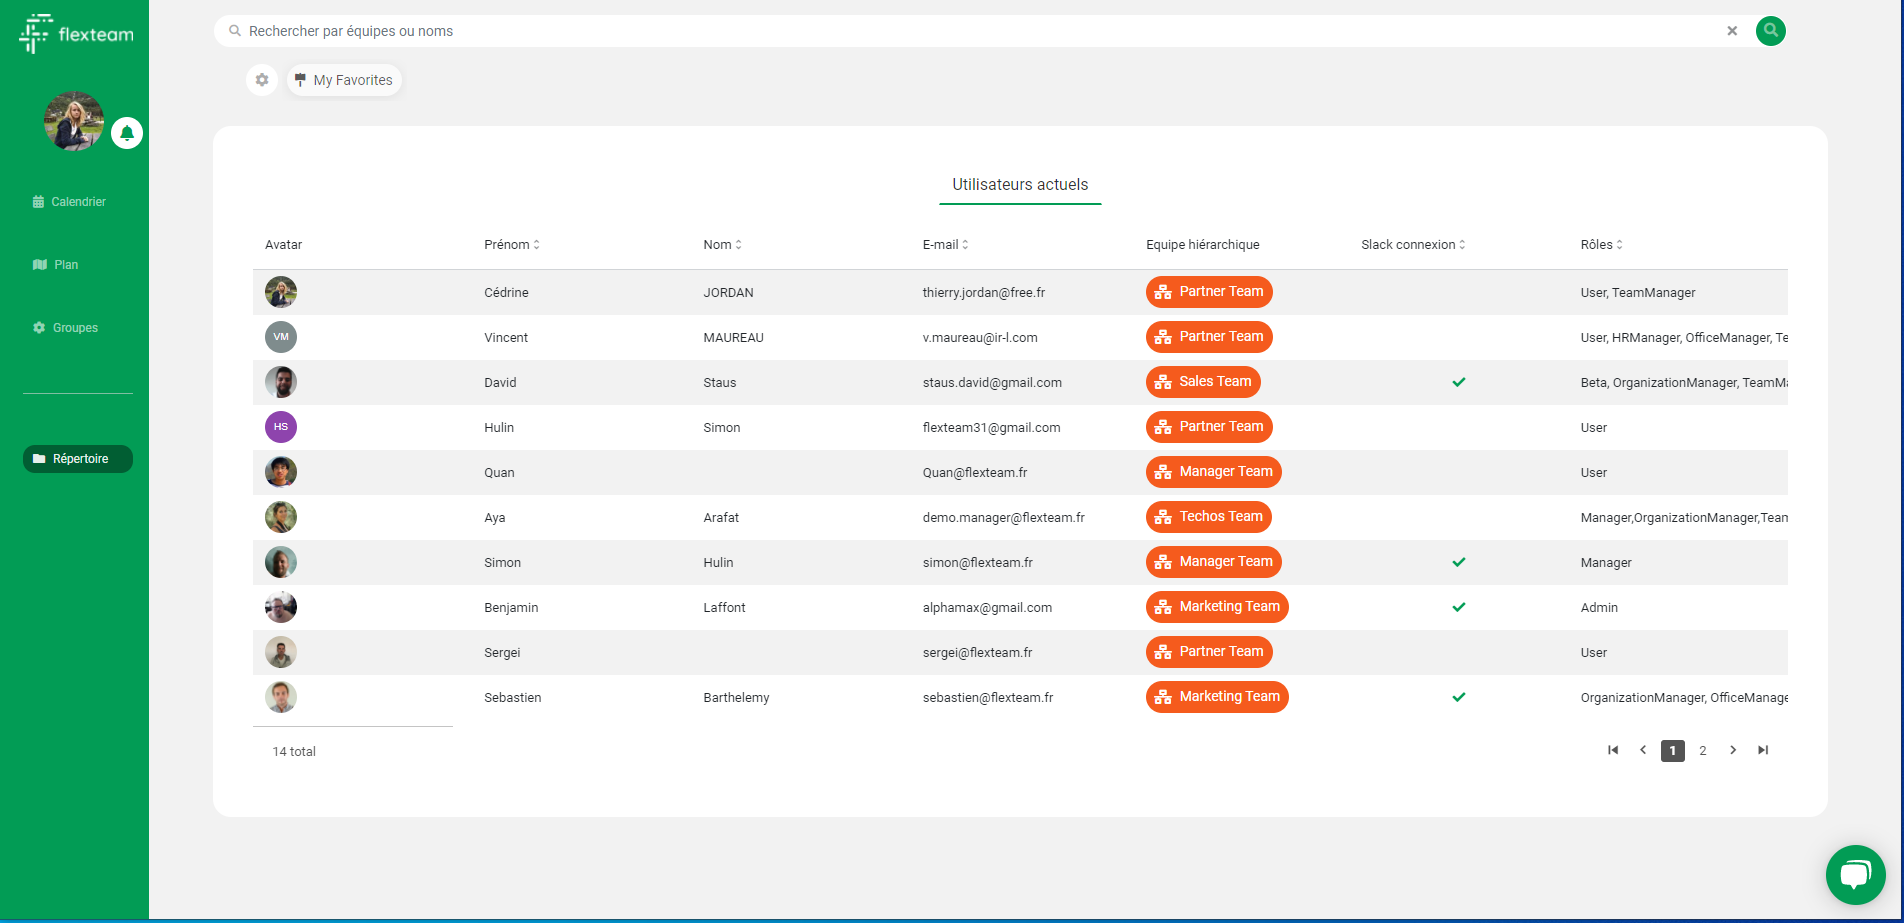 flexteam
Rechercher par équipes ou noms
My Favorites
Calendrier
Plan
Groupes
Répertoire
Utilisateurs actuels
Avatar Prénom Nom E-mail Equipe hiérarchique Slack connexion Rôles
Cédrine JORDAN thierry.jordan@free.fr Partner Team User, TeamManager
VM Vincent MAUREAU v.maureau@ir-l.com Partner Team User, HRManager, OfficeManager, Te
David Staus staus.david@gmail.com Sales Team Beta, OrganizationManager, TeamMa
HS Hulin Simon flexteam31@gmail.com Partner Team User
Quan Quan@flexteam.fr Manager Team User
Aya Arafat demo.manager@flexteam.fr Techos Team Manager,OrganizationManager,Team
Simon Hulin simon@flexteam.fr Manager Team Manager
Benjamin Laffont alphamax@gmail.com Marketing Team Admin
Sergei sergei@flexteam.fr Partner Team User
Sebastien Barthelemy sebastien@flexteam.fr Marketing Team OrganizationManager, OfficeManage
14 total 1 2